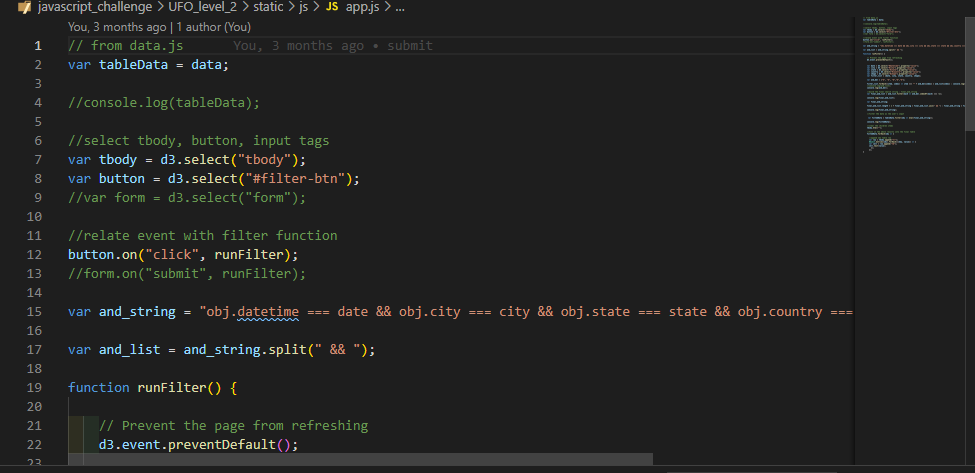 javascript_challenge > UFO_level_2 > static > js > JS app.js > ...
You, 3 months ago | 1 author (You)
1 // from data.js You, 3 months ago • submit
2 var tableData = data;
3
4 //console.log(tableData);
5
6 //select tbody, button, input tags
7 var tbody = d3.select("tbody");
8 var button = d3.select("#filter-btn");
9 //var form = d3.select("form");
10
11 //relate event with filter function
12 button.on("click", runFilter);
13 //form.on("submit", runFilter);
14
15 var and_string = "obj.datetime === date && obj.city === city && obj.state === state && obj.country ===
16
17 var and_list = and_string.split(" && ");
18
19 function runFilter() {
20
21 // Prevent the page from refreshing
22 d3.event.preventDefault();
23